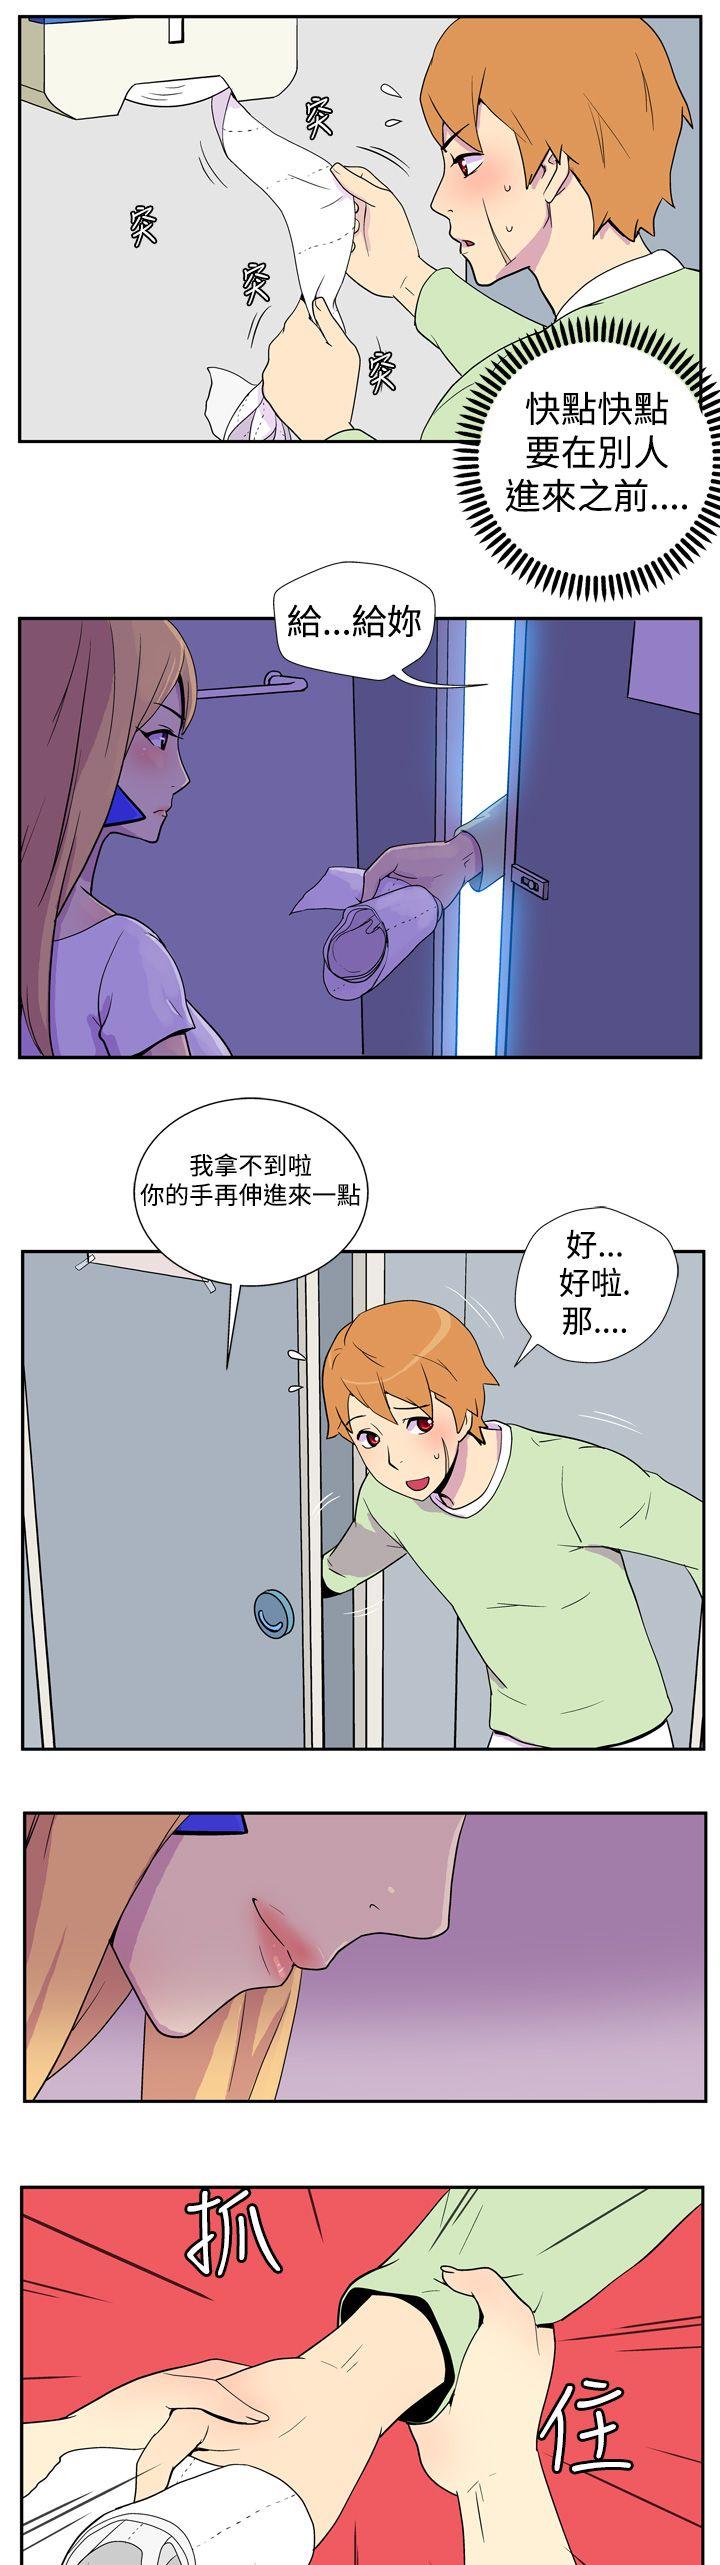 突
突
突
突
快點快點
要在別人
進來之前....
給...給妳
我拿不到啦
你的手再伸進來一點
好...
好啦.
那....
抓
住